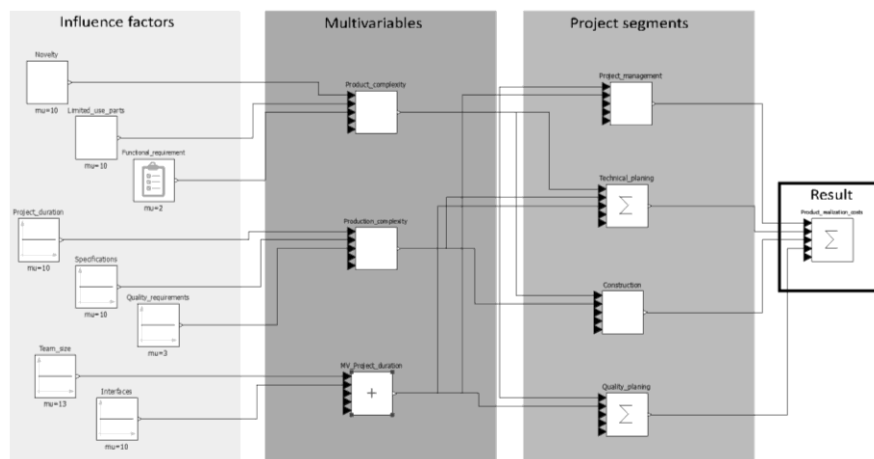 Influence factors
Multivariables
Project segments
Novelty
mu=10
Limited_use_parts
mu=10
Functional_requirement
mu=2
Project_duration
mu=10
Specifications
mu=10
Quality_requirements
mu=3
Team_size
mu=13
Interfaces
mu=10
Product_complexity
Production_complexity
MV_Project_duration
+
Project_management
Technical_planing
Σ
Construction
Quality_planing
Σ
Result
Product_realisation_costs
Σ